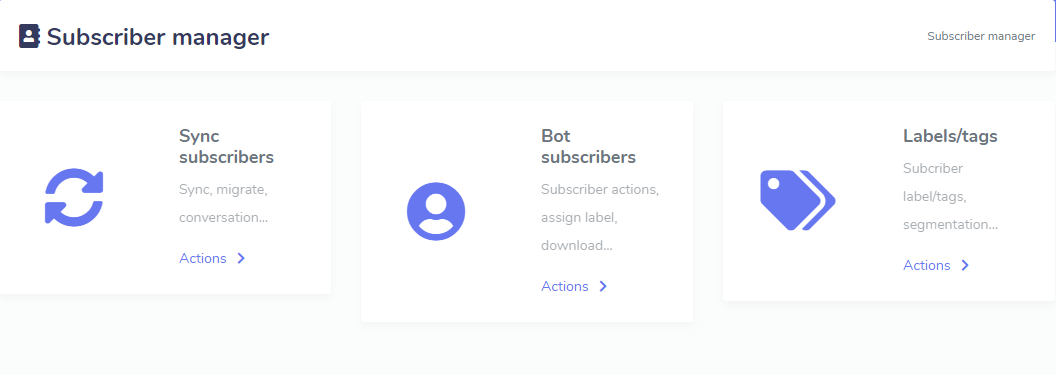 Subscriber manager
Subscriber manager
Sync
subscribers
Sync, migrate,
conversation...
Actions
Bot
subscribers
Subscriber actions,
assign label,
download...
Actions
Labels/tags
Subcriber
label/tags,
segmentation...
Actions